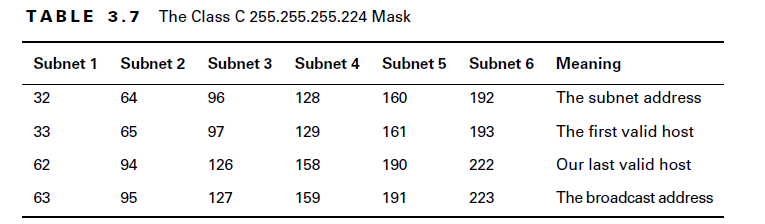 TABLE 3.7 The Class C 255.255.255.224 Mask
Subnet 1 Subnet 2 Subnet 3 Subnet 4 Subnet 5 Subnet 6 Meaning
32 64 96 128 160 192 The subnet address
33 65 97 129 161 193 The first valid host
62 94 126 158 190 222 Our last valid host
63 95 127 159 191 223 The broadcast address